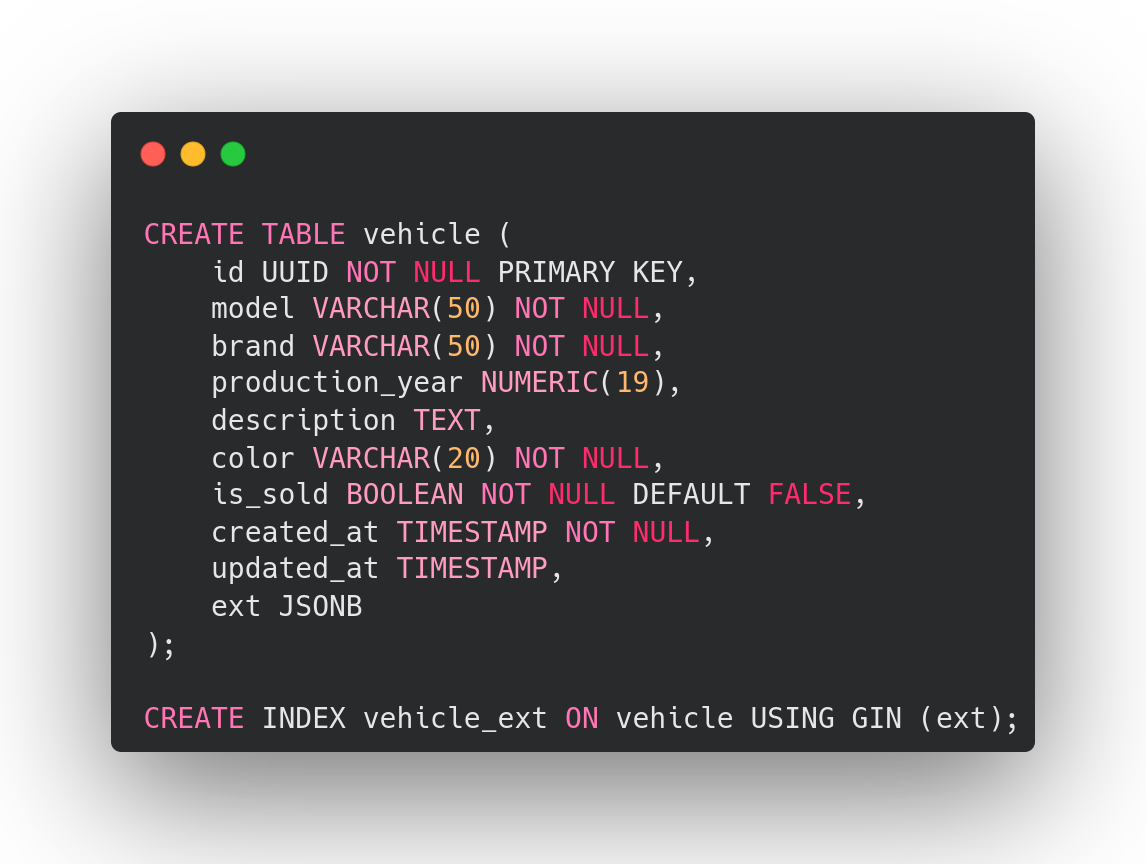 CREATE TABLE vehicle (
    id UUID NOT NULL PRIMARY KEY,
    model VARCHAR(50) NOT NULL,
    brand VARCHAR(50) NOT NULL,
    production_year NUMERIC(19),
    description TEXT,
    color VARCHAR(20) NOT NULL,
    is_sold BOOLEAN NOT NULL DEFAULT FALSE,
    created_at TIMESTAMP NOT NULL,
    updated_at TIMESTAMP,
    ext JSONB
);

CREATE INDEX vehicle_ext ON vehicle USING GIN (ext);